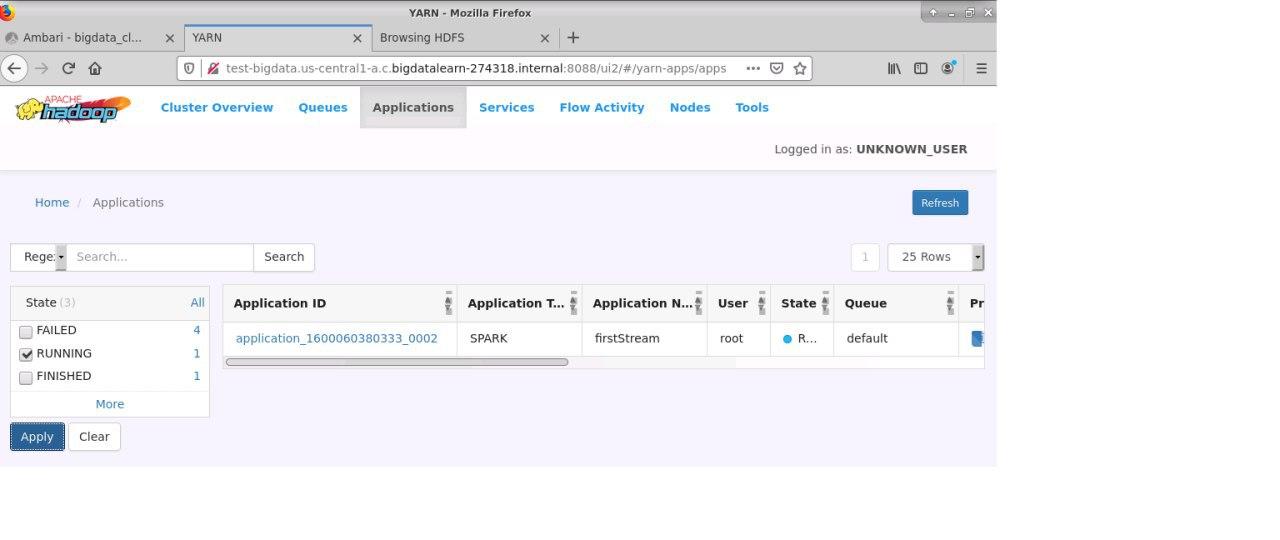 YARN - Mozilla Firefox
Ambari - bigdata_cl...
YARN
Browsing HDFS
test-bigdata.us-central1-a.c.bigdatalearn-274318.internal:8088/ui2/#/yarn-apps/apps
APACHE
hadoop
Cluster Overview Queues Applications Services Flow Activity Nodes Tools
Logged in as: UNKNOWN_USER
Home / Applications
Refresh
Search...
Search
1
25 Rows
State (3) All
FAILED 4
RUNNING 1
FINISHED 1
More
Apply Clear
Application ID Application T... Application N... User State Queue Pr
application_1600060380333_0002 SPARK firstStream root R... default